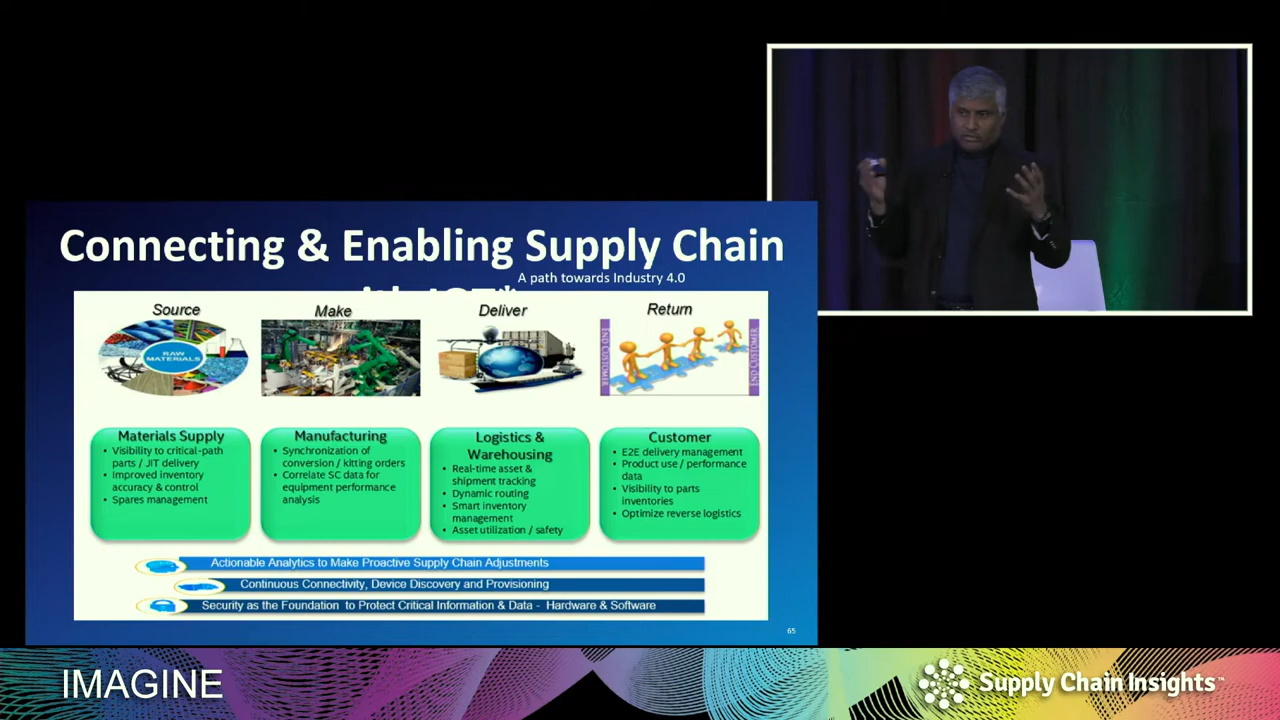 Connecting & Enabling Supply Chain
A path towards Industry 4.0
Source
Make
Deliver
Return
RAW
MATERIALS
END CUSTOMER
END CUSTOMER
Materials Supply
• Visibility to critical-path
parts / JIT delivery
• Improved inventory
accuracy & control
• Spares management
Manufacturing
• Synchronization of
conversion / kitting orders
• Correlate SC data for
equipment performance
analysis
Logistics &
Warehousing
• Real-time asset &
shipment tracking
• Dynamic routing
• Smart inventory
management
• Asset utilization / safety
Customer
• E2E delivery management
• Product use / performance
data
• Visibility to parts
inventories
• Optimize reverse logistics
Actionable Analytics to Make Proactive Supply Chain Adjustments
Continuous Connectivity, Device Discovery and Provisioning
Security as the Foundation to Protect Critical Information & Data - Hardware & Software
65
IMAGINE
Supply Chain Insights™